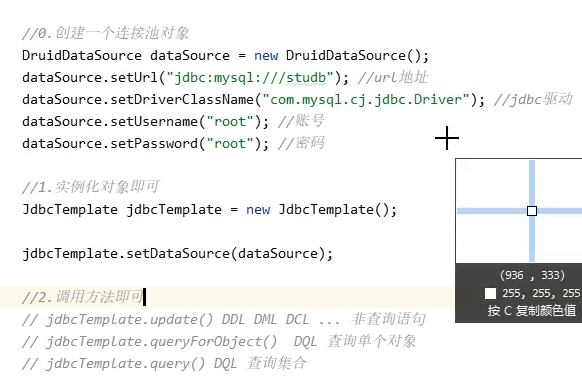 //0.创建一个连接池对象
DruidDataSource dataSource = new DruidDataSource();
dataSource.setUrl("jdbc:mysql:///studb"); //url地址
dataSource.setDriverClassName("com.mysql.cj.jdbc.Driver"); //jdbc驱动
dataSource.setUsername("root"); //账号
dataSource.setPassword("root"); //密码
//1.实例化对象即可
JdbcTemplate jdbcTemplate = new JdbcTemplate();
jdbcTemplate.setDataSource(dataSource);
//2.调用方法即可
// jdbcTemplate.update() DDL DML DCL ... 非查询语句
// jdbcTemplate.queryForObject()  DQL 查询单个对象
// jdbcTemplate.query() DQL 查询集合
(936 , 333)
255, 255, 255
按 C 复制颜色值